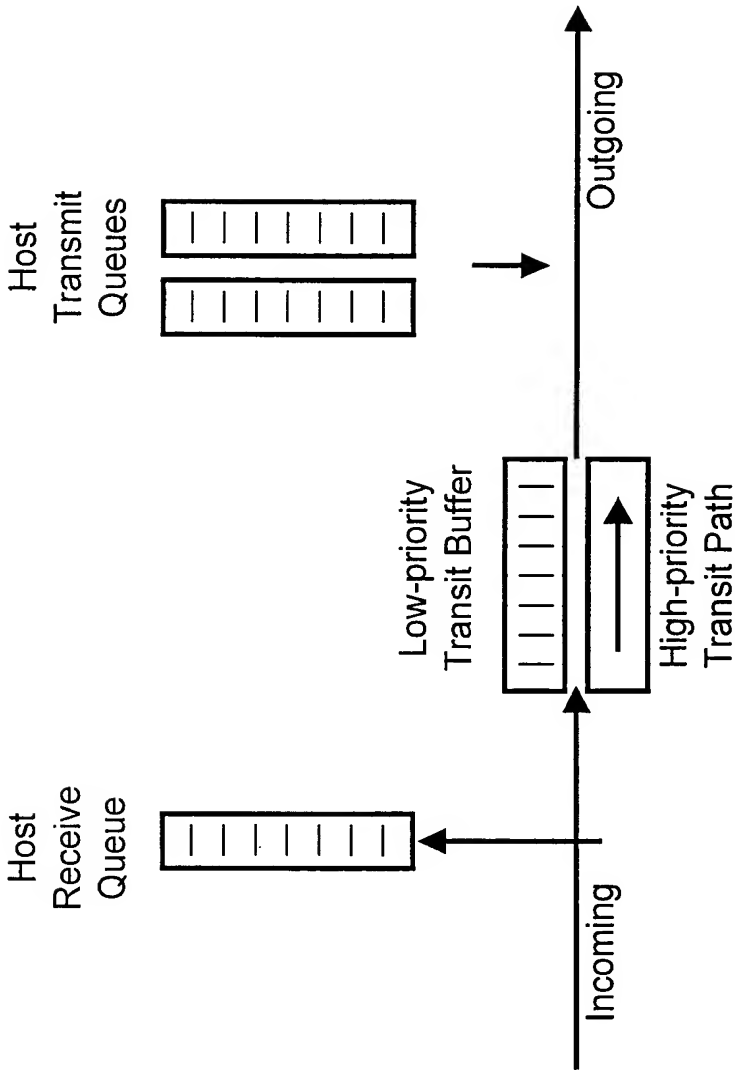 Host
Receive
Queue
Host
Transmit
Queues
Low-priority
Transit Buffer
High-priority
Transit Path
Incoming
Outgoing